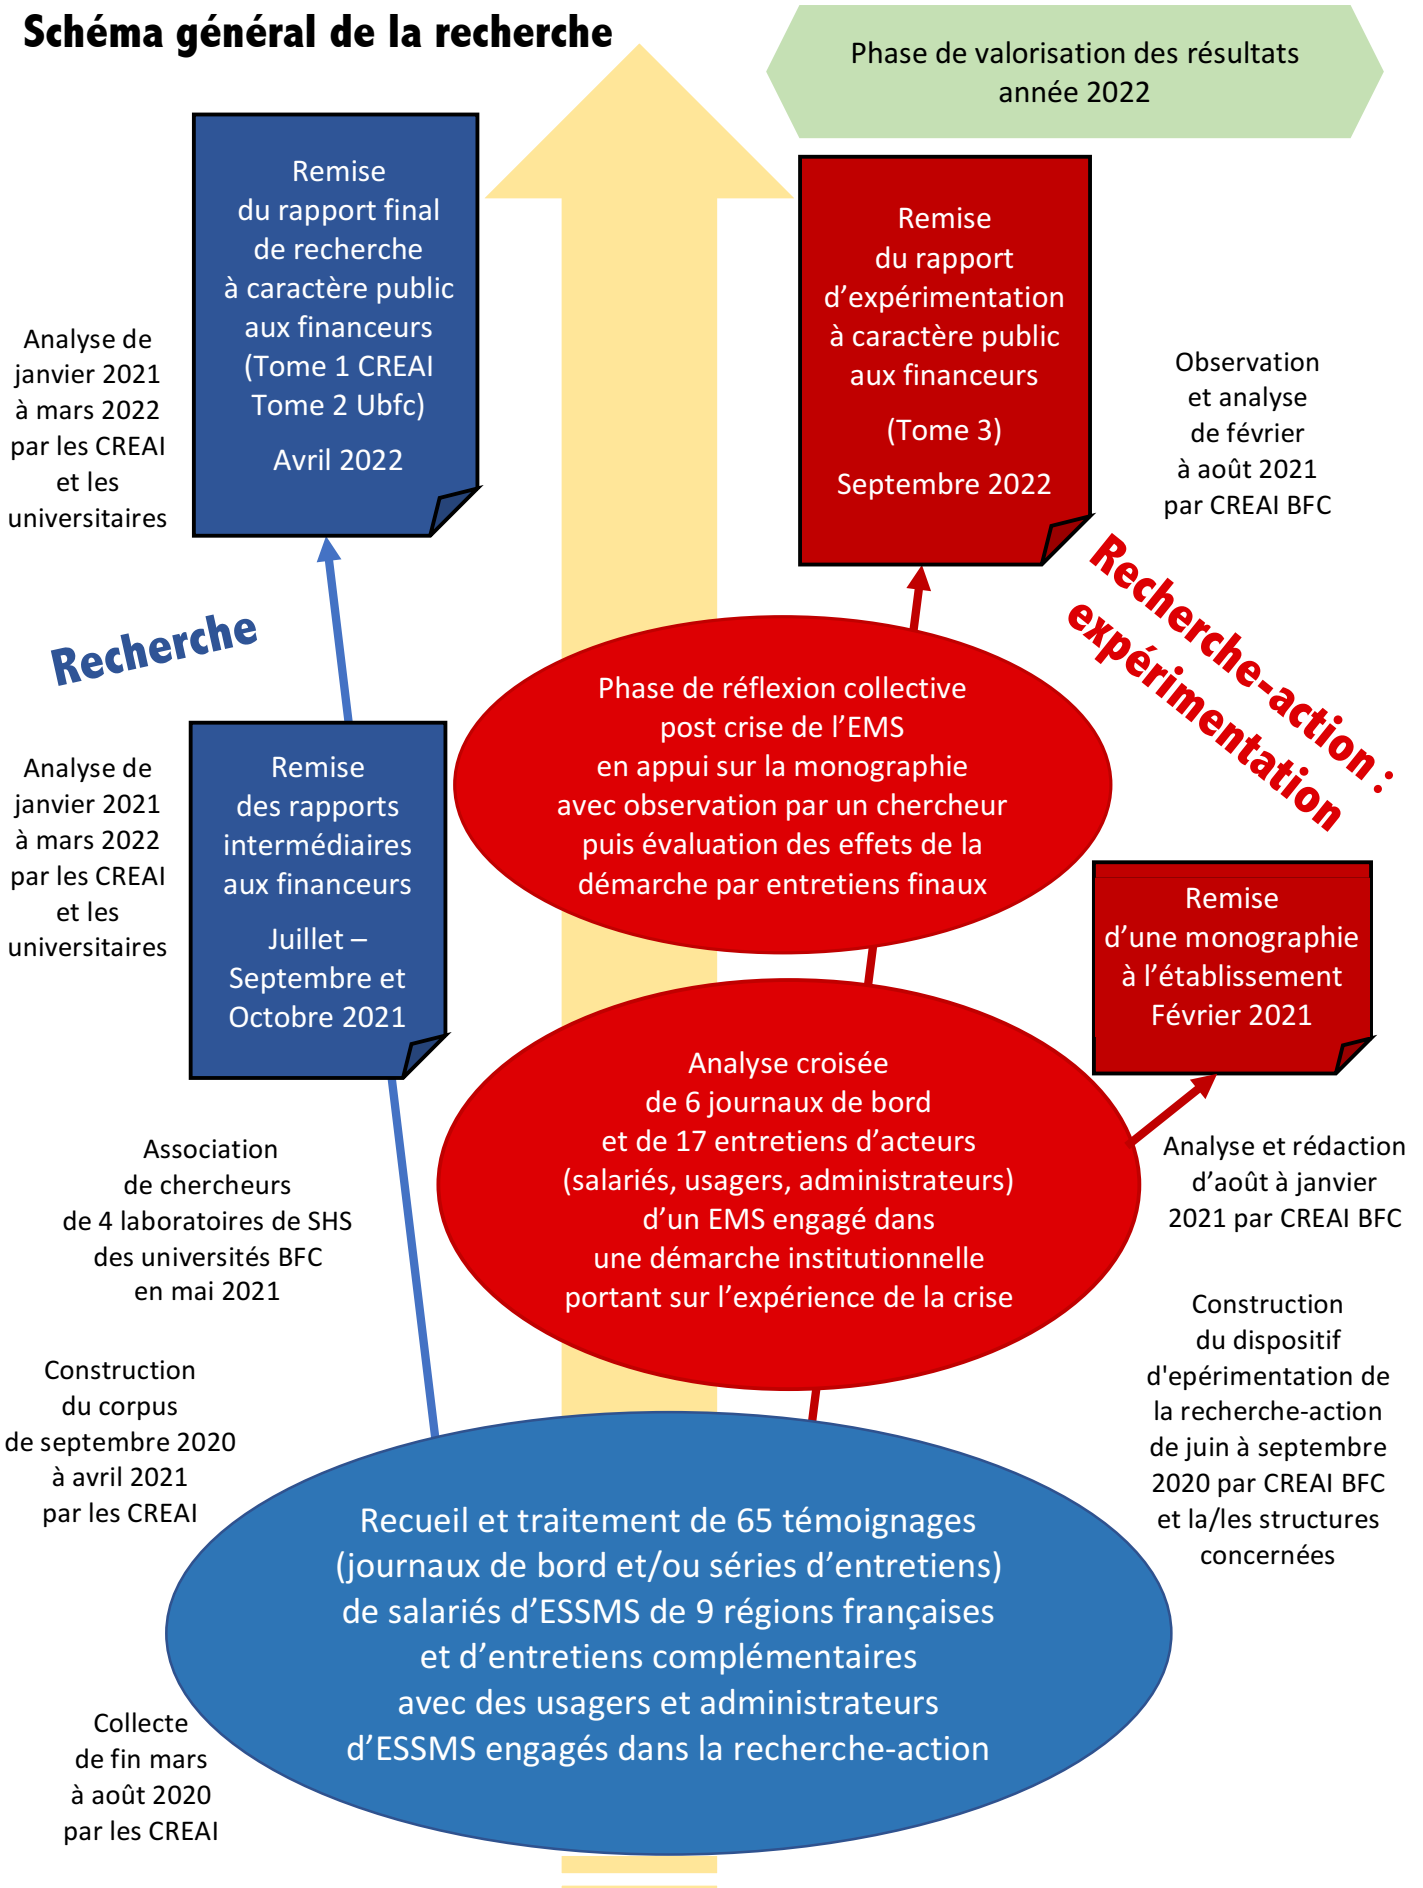 Schéma général de la recherche
Phase de valorisation des résultats
année 2022
Remise
du rapport final
de recherche
à caractère public
aux financeurs
(Tome 1 CREAI
Tome 2 Ubfc)
Avril 2022
Remise
du rapport
d’expérimentation
à caractère public
aux financeurs
(Tome 3)
Septembre 2022
Analyse de
janvier 2021
à mars 2022
par les CREAI
et les
universitaires
Observation
et analyse
de février
à août 2021
par CREAI BFC
Recherche
Recherche-action :
expérimentation
Phase de réflexion collective
post crise de l’EMS
en appui sur la monographie
avec observation par un chercheur
puis évaluation des effets de la
démarche par entretiens finaux
Analyse de
janvier 2021
à mars 2022
par les CREAI
et les
universitaires
Remise
des rapports
intermédiaires
aux financeurs
Juillet –
Septembre et
Octobre 2021
Remise
d’une monographie
à l’établissement
Février 2021
Analyse croisée
de 6 journaux de bord
et de 17 entretiens d’acteurs
(salariés, usagers, administrateurs)
d’un EMS engagé dans
une démarche institutionnelle
portant sur l’expérience de la crise
Association
de chercheurs
de 4 laboratoires de SHS
des universités BFC
en mai 2021
Analyse et rédaction
d’août à janvier
2021 par CREAI BFC
Construction
du corpus
de septembre 2020
à avril 2021
par les CREAI
Construction
du dispositif
d'epérimentation de
la recherche-action
de juin à septembre
2020 par CREAI BFC
et la/les structures
concernées
Recueil et traitement de 65 témoignages
(journaux de bord et/ou séries d’entretiens)
de salariés d’ESSMS de 9 régions françaises
et d’entretiens complémentaires
avec des usagers et administrateurs
d’ESSMS engagés dans la recherche-action
Collecte
de fin mars
à août 2020
par les CREAI